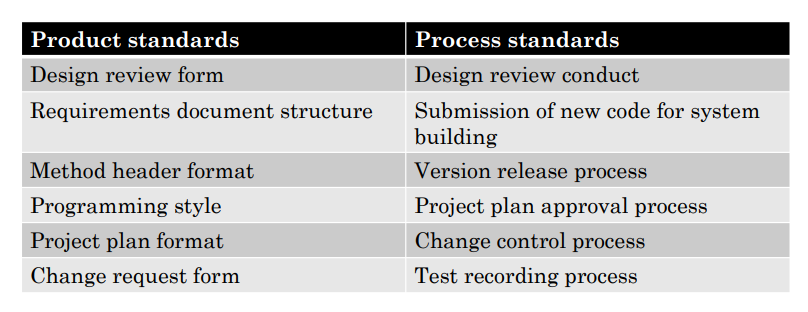 Product standards Process standards
Design review form Design review conduct
Requirements document structure Submission of new code for system
building
Method header format Version release process
Programming style Project plan approval process
Project plan format Change control process
Change request form Test recording process